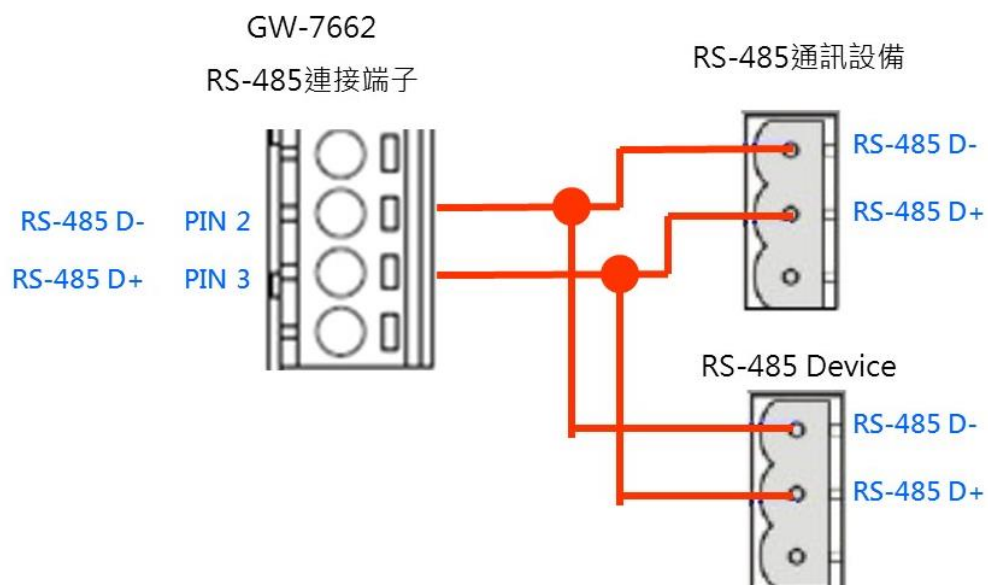 GW-7662
RS-485連接端子
RS-485通訊設備
RS-485 D-
RS-485 D+
RS-485 D- PIN 2
RS-485 D+ PIN 3
RS-485 Device
RS-485 D-
RS-485 D+